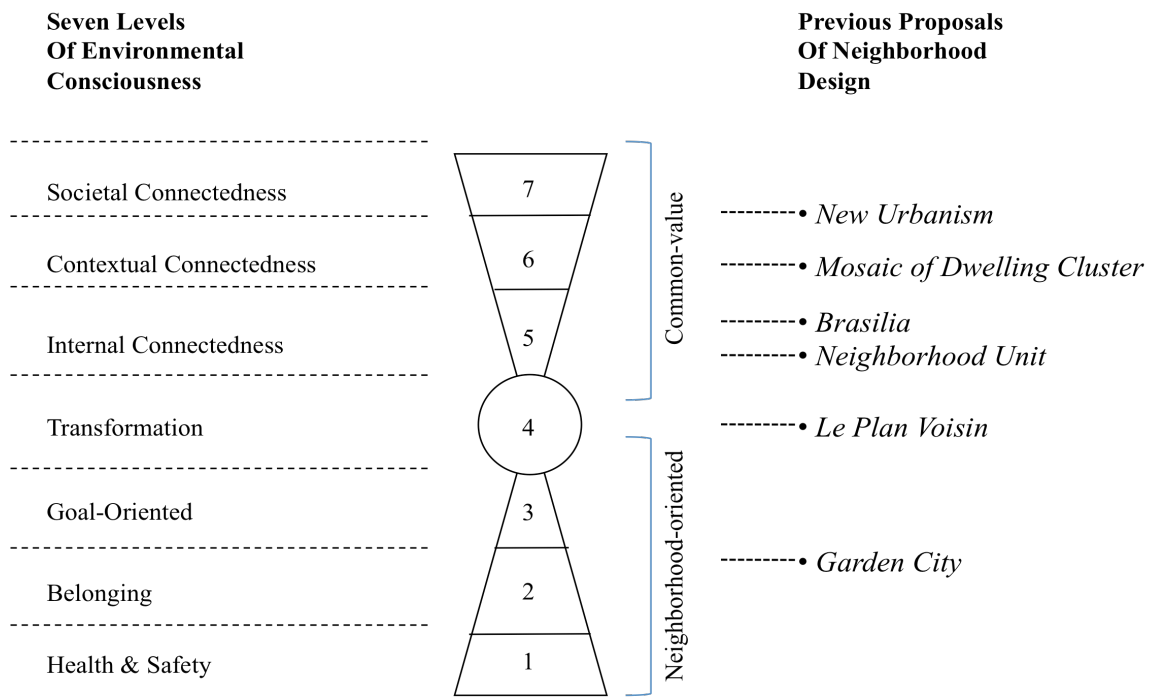 Seven Levels
Of Environmental
Consciousness
Previous Proposals
Of Neighborhood
Design
Societal Connectedness
7
New Urbanism
Contextual Connectedness
6
Mosaic of Dwelling Cluster
Common-value
Brasilia
Internal Connectedness
5
Neighborhood Unit
Transformation
4
Le Plan Voisin
Goal-Oriented
3
Neighborhood-oriented
Garden City
Belonging
2
Health & Safety
1